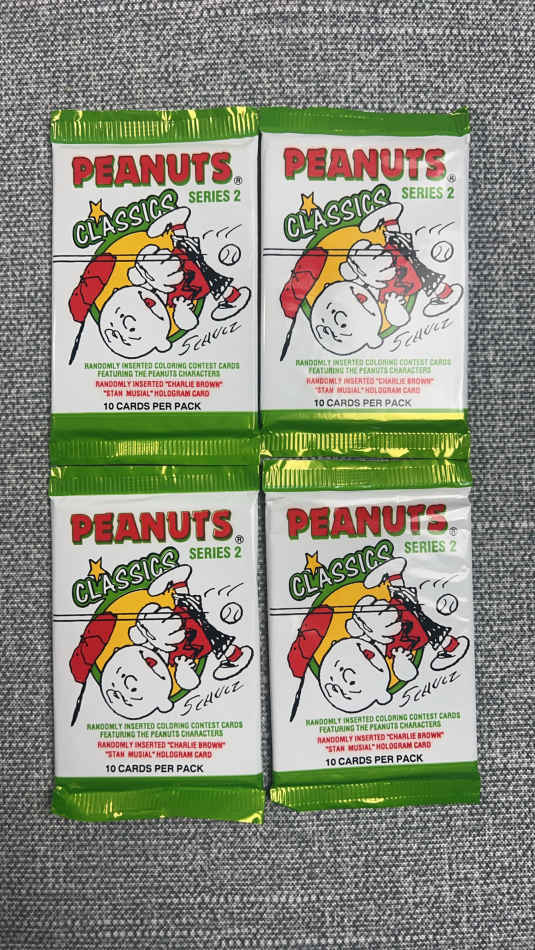 PEANUTS®
SERIES 2
CLASSICS
SCHULZ
RANDOMLY INSERTED COLORING CONTEST CARDS
FEATURING THE PEANUTS CHARACTERS
RANDOMLY INSERTED "CHARLIE BROWN"
"STAN MUSIAL" HOLOGRAM CARD
10 CARDS PER PACK
PEANUTS®
SERIES 2
CLASSICS
SCHULZ
RANDOMLY INSERTED COLORING CONTEST CARDS
FEATURING THE PEANUTS CHARACTERS
RANDOMLY INSERTED "CHARLIE BROWN"
"STAN MUSIAL" HOLOGRAM CARD
10 CARDS PER PACK
PEANUTS®
SERIES 2
CLASSICS
SCHULZ
RANDOMLY INSERTED COLORING CONTEST CARDS
FEATURING THE PEANUTS CHARACTERS
RANDOMLY INSERTED "CHARLIE BROWN"
"STAN MUSIAL" HOLOGRAM CARD
10 CARDS PER PACK
PEANUTS®
SERIES 2
CLASSICS
SCHULZ
RANDOMLY INSERTED COLORING CONTEST CARDS
FEATURING THE PEANUTS CHARACTERS
RANDOMLY INSERTED "CHARLIE BROWN"
"STAN MUSIAL" HOLOGRAM CARD
10 CARDS PER PACK